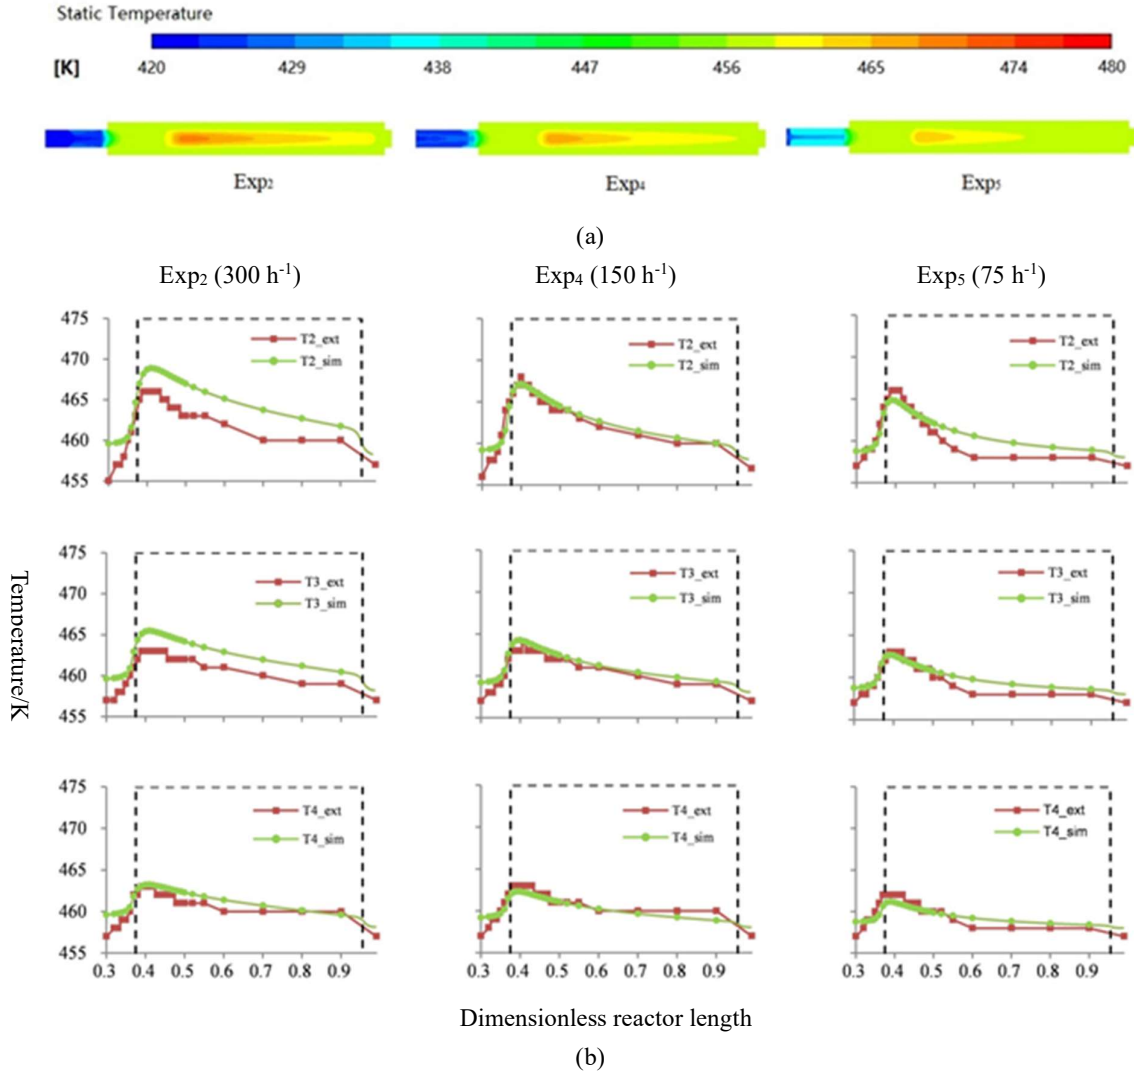 Static Temperature
[K] 420 429 438 447 456 465 474 480
Exp₂ Exp₄ Exp₅
(a)
Exp₂ (300 h⁻¹) Exp₄ (150 h⁻¹) Exp₅ (75 h⁻¹)
475
470
465
460
455
T2_ext
T2_sim
T2_ext
T2_sim
T2_ext
T2_sim
475
470
465
460
455
T3_ext
T3_sim
T3_ext
T3_sim
T3_ext
T3_sim
Temperature/K
475
470
465
460
455
T4_ext
T4_sim
T4_ext
T4_sim
T4_ext
T4_sim
0.3 0.4 0.5 0.6 0.7 0.8 0.9
0.3 0.4 0.5 0.6 0.7 0.8 0.9
0.3 0.4 0.5 0.6 0.7 0.8 0.9
Dimensionless reactor length
(b)